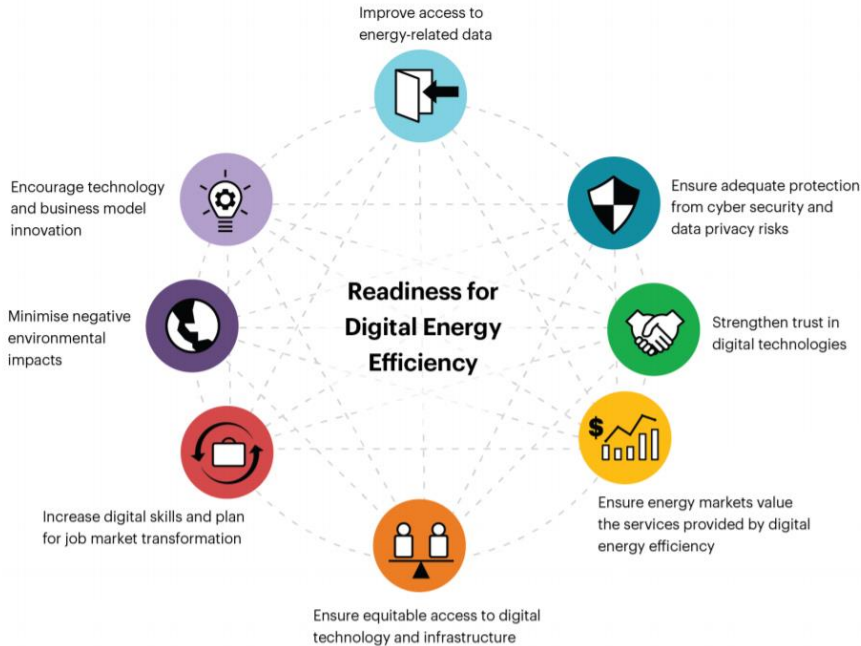 Improve access to
energy-related data
Encourage technology
and business model
innovation
Ensure adequate protection
from cyber security and
data privacy risks
Readiness for
Digital Energy
Efficiency
Minimise negative
environmental
impacts
Strengthen trust in
digital technologies
$
Increase digital skills and plan
for job market transformation
Ensure energy markets value
the services provided by digital
energy efficiency
Ensure equitable access to digital
technology and infrastructure